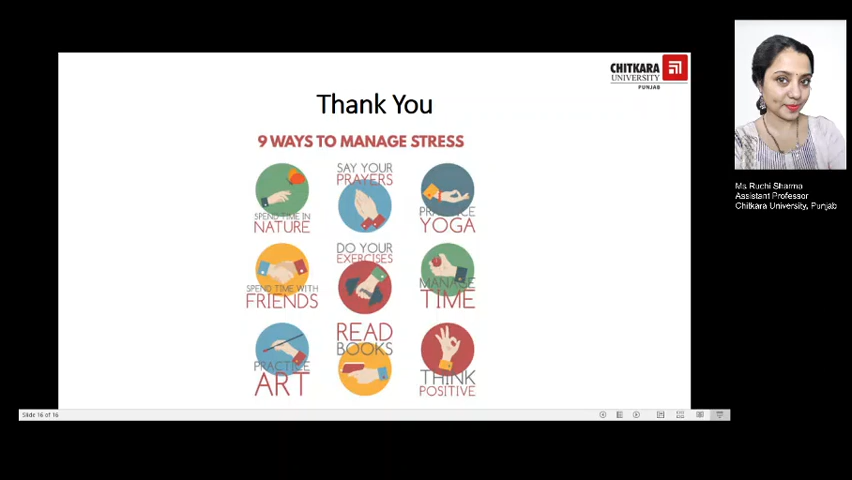 CHITKARA
UNIVERSITY
PUNJAB
Thank You
9 WAYS TO MANAGE STRESS
SPEND TIME IN
NATURE
SAY YOUR
PRAYERS
PRACTICE
YOGA
SPEND TIME WITH
FRIENDS
DO YOUR
EXERCISES
MANAGE
TIME
PRACTICE
ART
READ
BOOKS
THINK
POSITIVE
Slide 16 of 16
Ms Ruchi Sharma
Assistant Professor
Chitkara University, Punjab